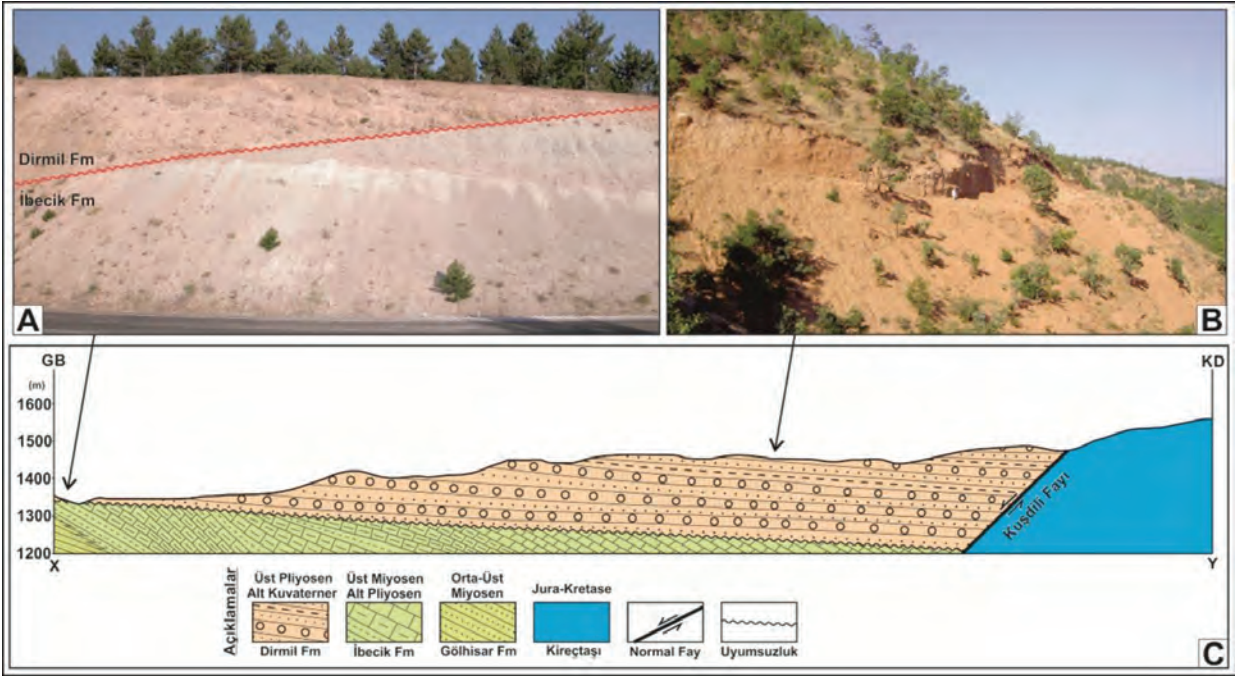 Dirmil Fm
İbecik Fm
A
B
GB
KD
(m)
1600
1500
1400
1300
1200
X
Y
Kuşdili Fayı
Açıklamalar
Üst Pliyosen
Alt Kuvaterner
Dirmil Fm
Üst Miyosen
Alt Pliyosen
İbecik Fm
Orta-Üst
Miyosen
Gölhisar Fm
Jura-Kretase
Kireçtaşı
Normal Fay
Uyumsuzluk
C